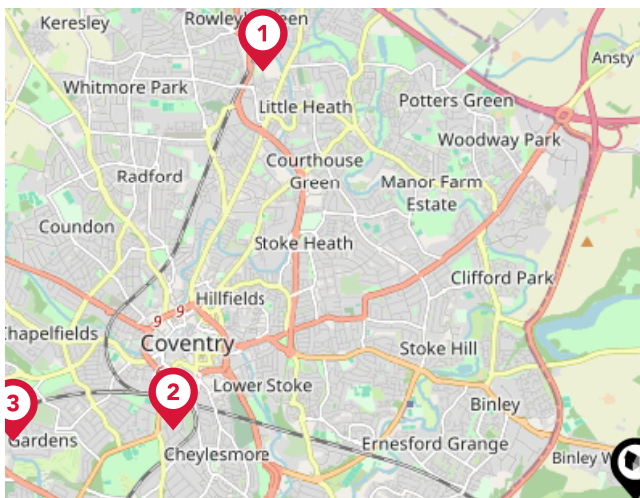 Keresley
Rowley's Green
1
Ansty
Whitmore Park
Little Heath
Potters Green
Woodway Park
Courthouse
Green
Radford
Manor Farm
Estate
Coundon
Stoke Heath
Clifford Park
Hillfields
9
9
Chapelfields
Coventry
Stoke Hill
2
Lower Stoke
3
Binley
Gardens
Cheylesmore
Ernesford Grange
Binley W